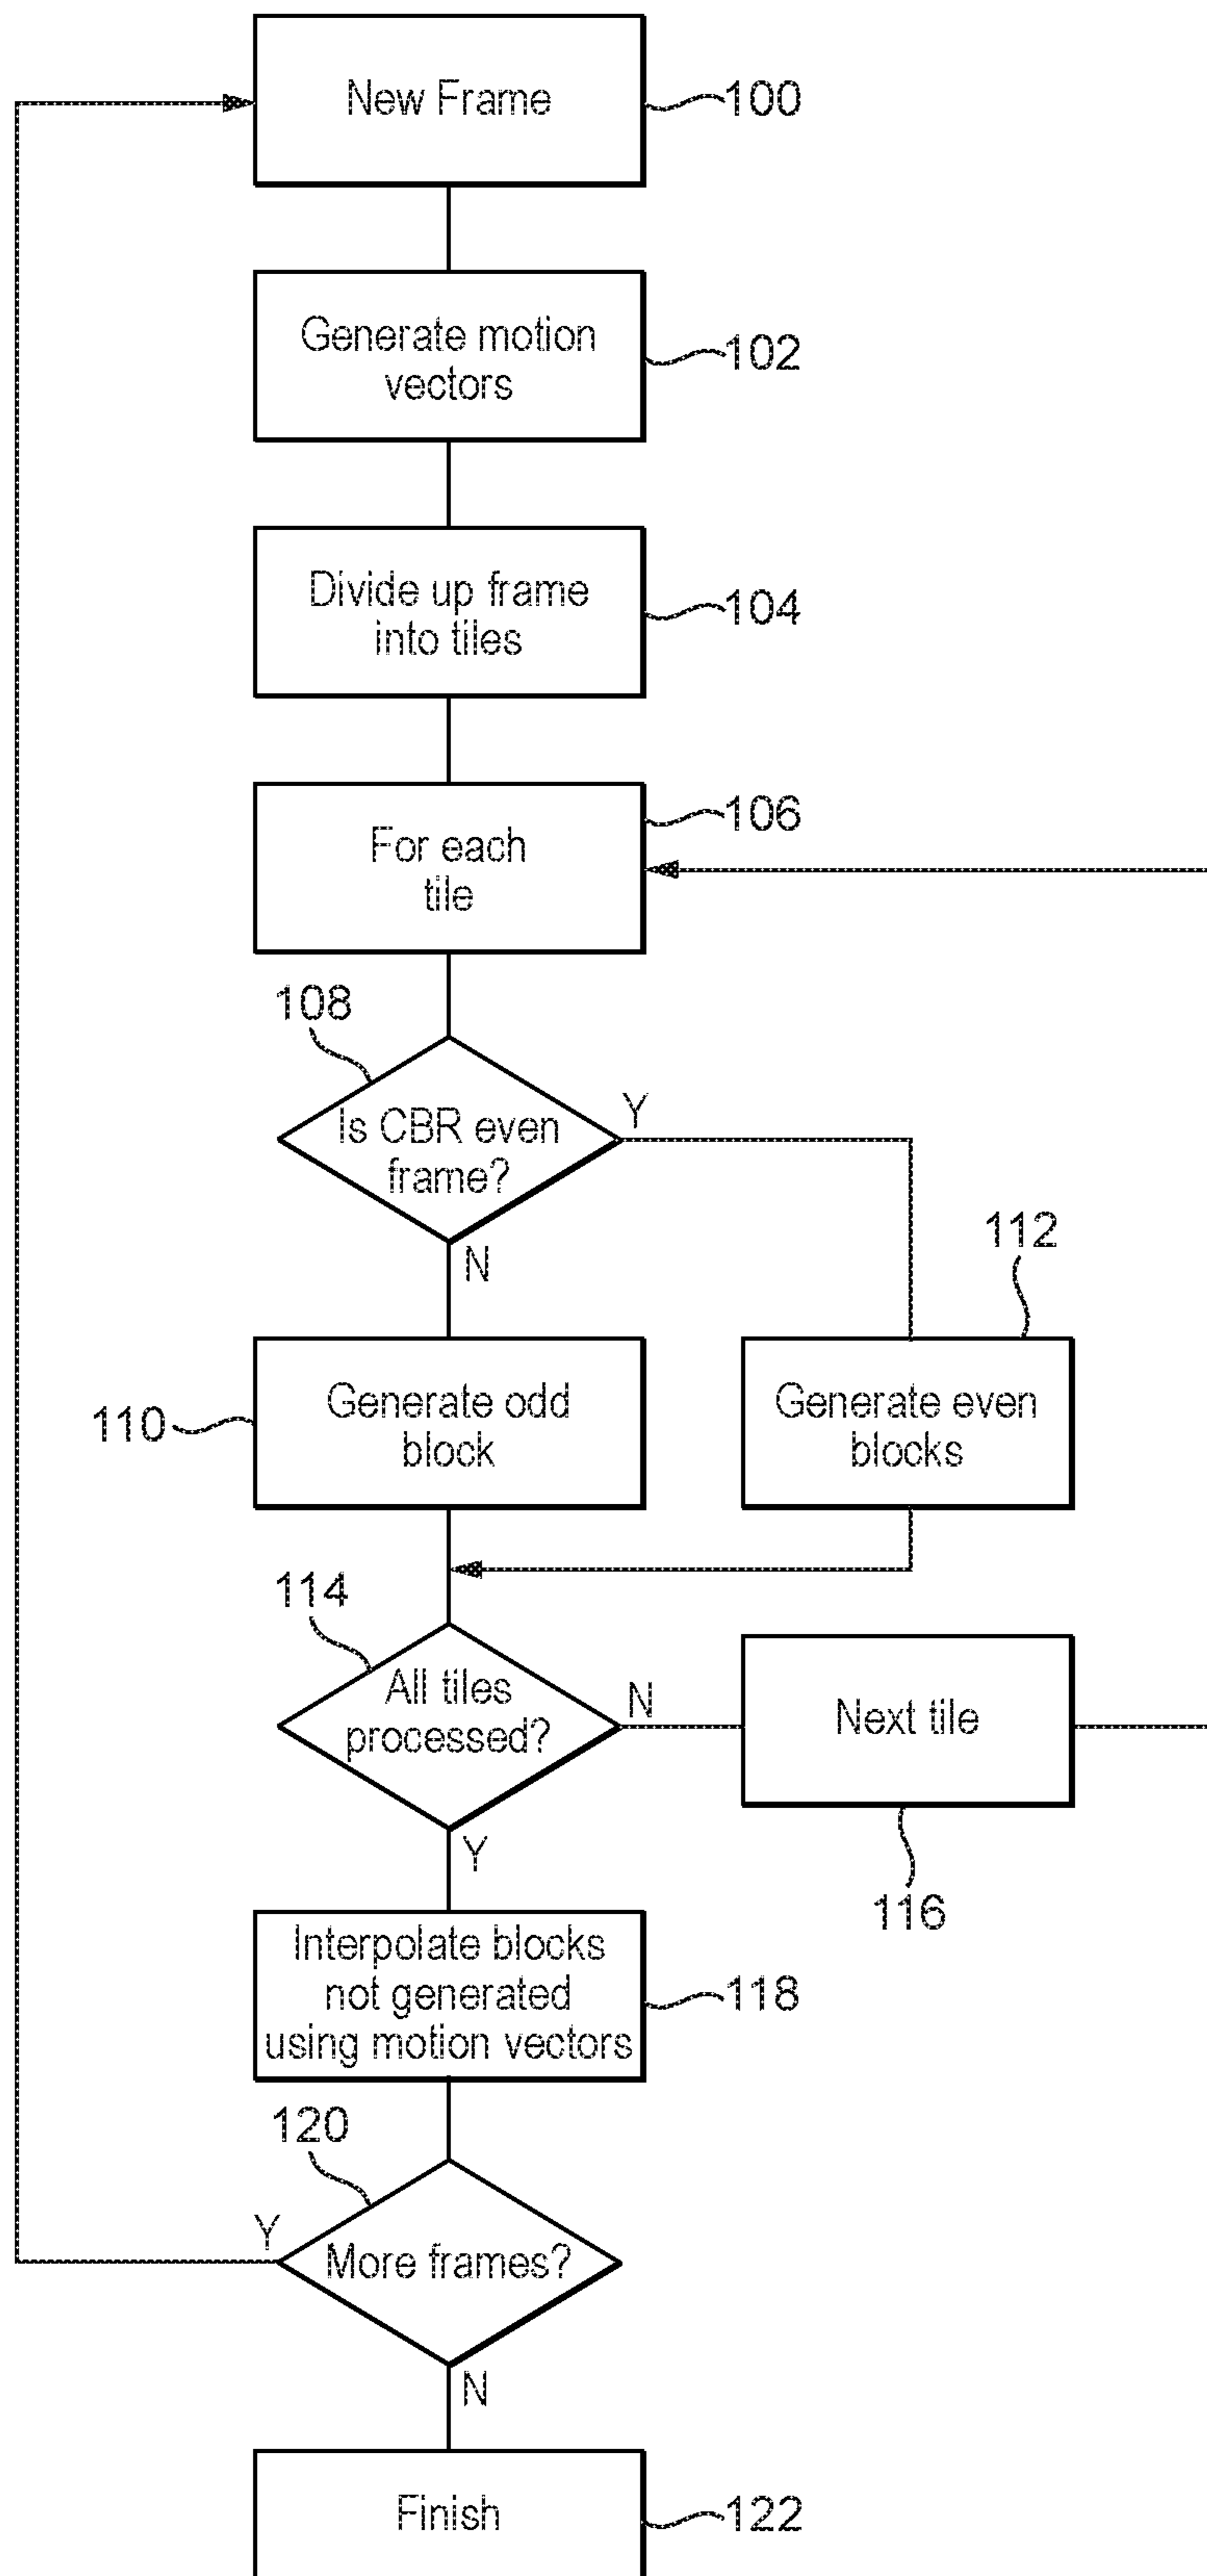 New Frame
100
Generate motion
vectors
102
Divide up frame
into tiles
104
106
For each
tile
108
Is CBR even
frame?
Y
N
112
110
Generate odd
block
Generate even
blocks
114
All tiles
processed?
N
Next tile
Y
116
Interpolate blocks
not generated
using motion vectors
118
120
Y
More frames?
N
Finish
122